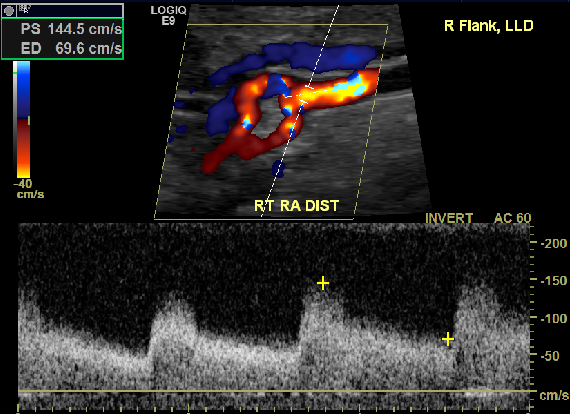 LOGIQ
E9
PS 144.5 cm/s
ED 69.6 cm/s
R Flank, LLD
-40
cm/s
RT RA DIST
INVERT AC 60
-200
-150
-100
-50
cm/s